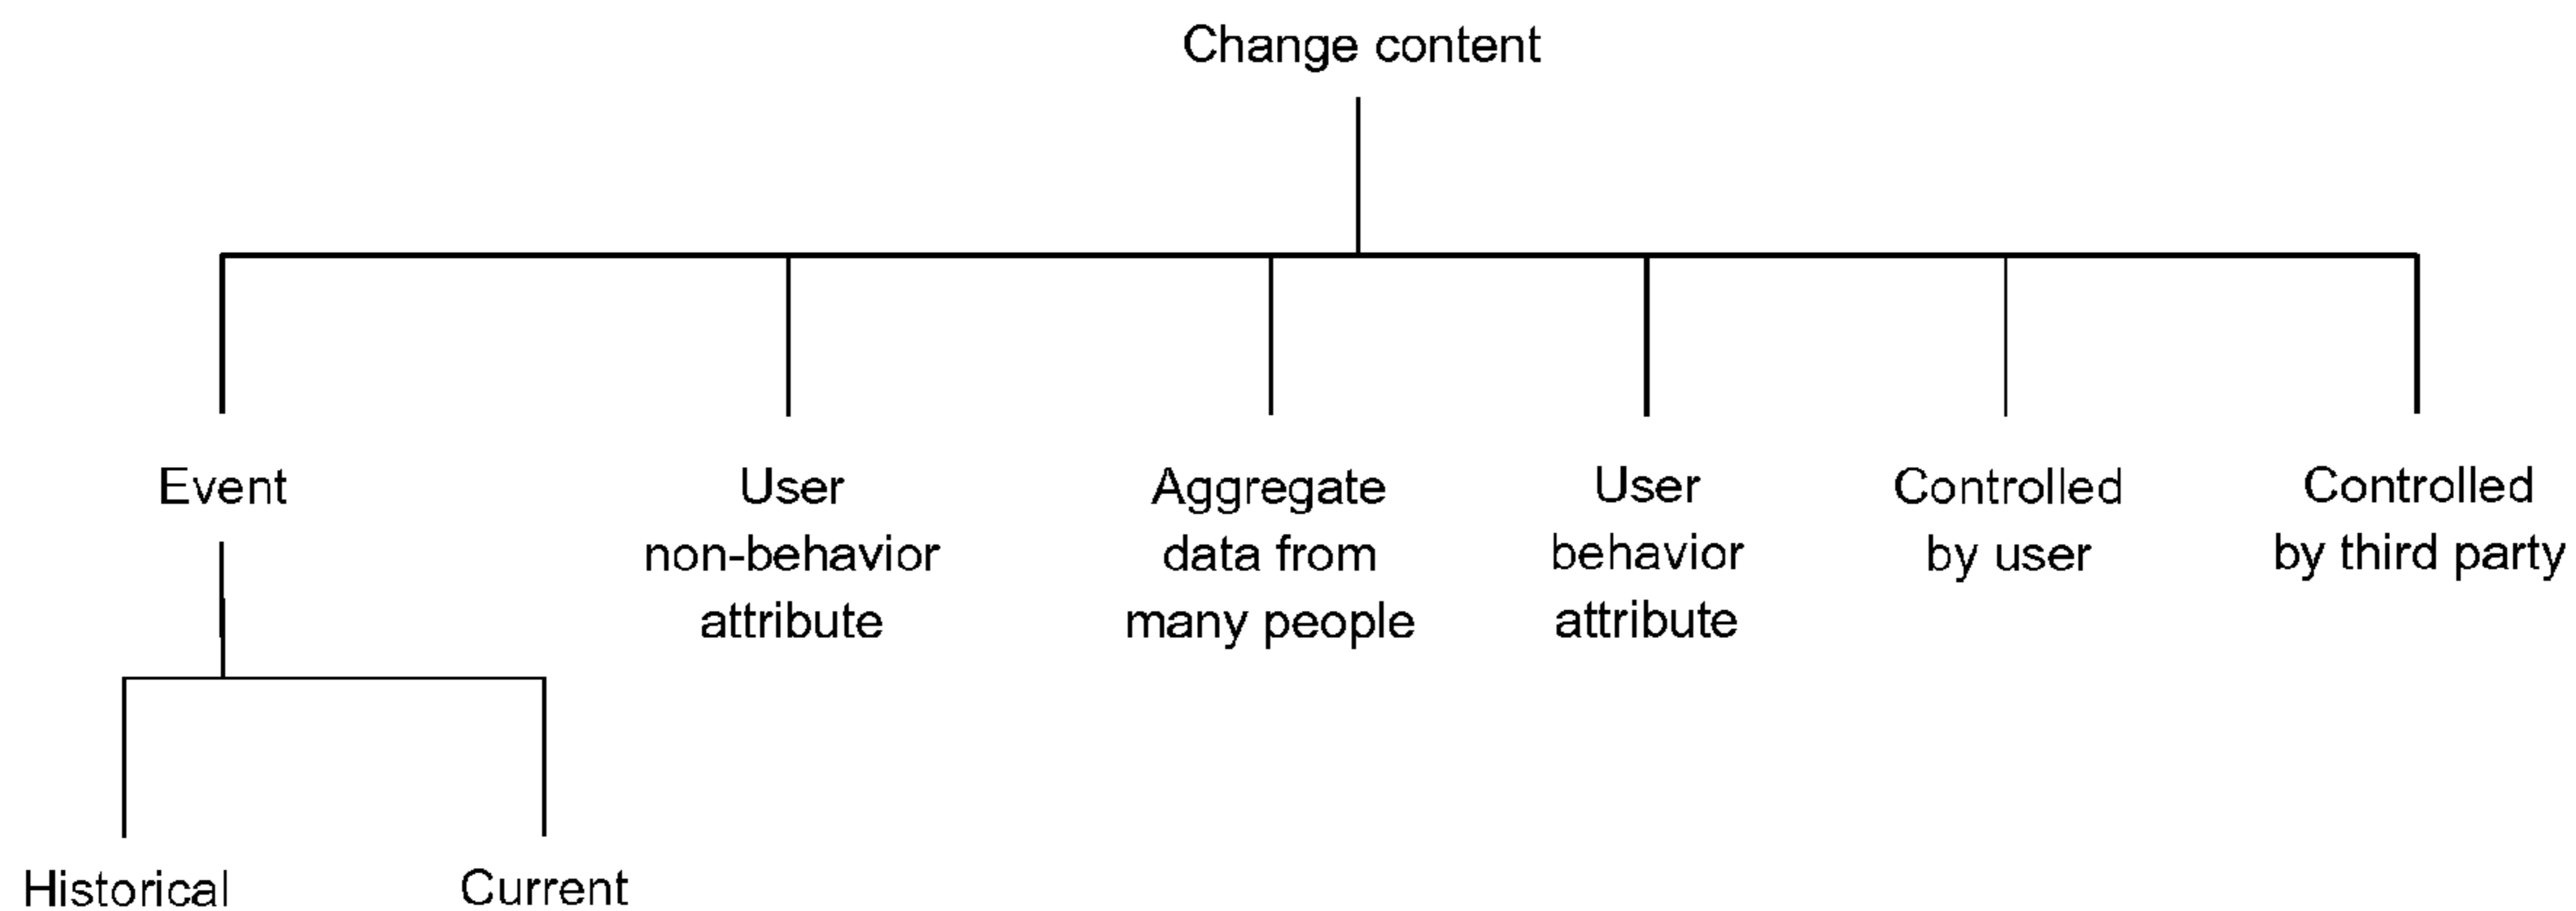 Change content
Event
User
non-behavior
attribute
Aggregate
data from
many people
User
behavior
attribute
Controlled
by user
Controlled
by third party
Historical
Current